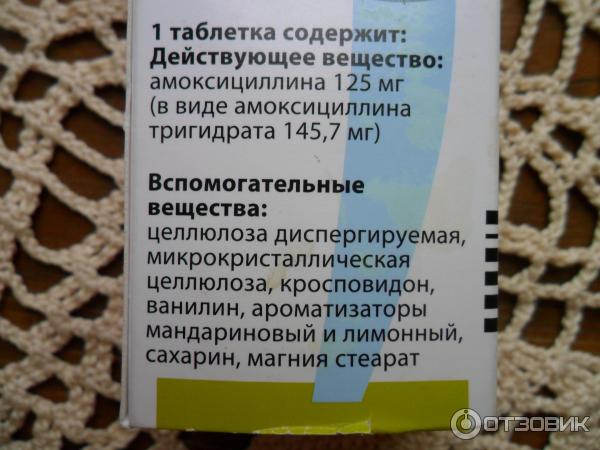 1 таблетка содержит:
Действующее вещество:
амоксициллина 125 мг
(в виде амоксициллина
тригидрата 145,7 мг)
Вспомогательные
вещества:
целлюлоза диспергируемая,
микрокристаллическая
целлюлоза, кросповидон,
ванилин, ароматизаторы
мандариновый и лимонный,
сахарин, магния стеарат
ОТЗОВИК